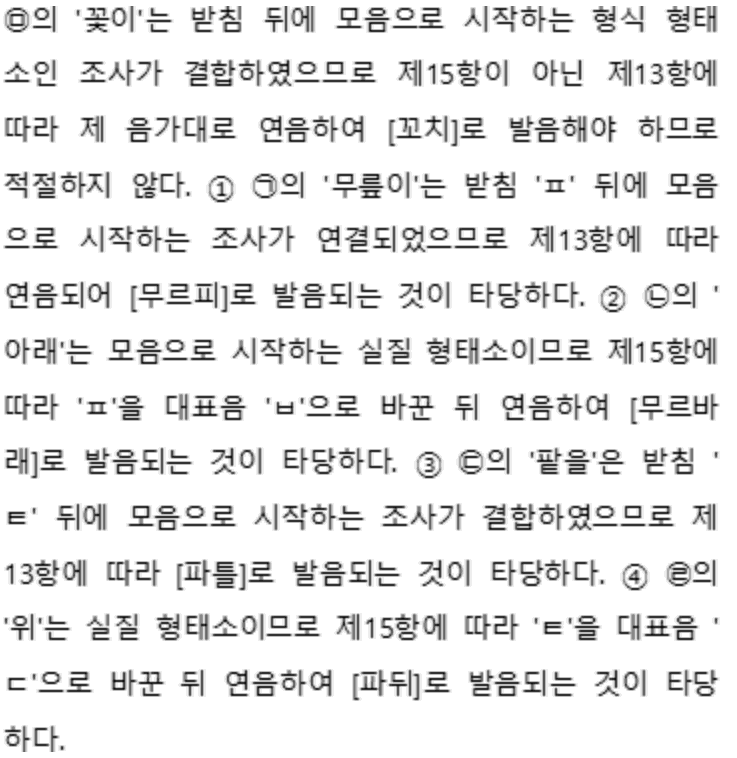 ㉤의 '꽃이'는 받침 뒤에 모음으로 시작하는 형식 형태
소인 조사가 결합하였으므로 제15항이 아닌 제13항에
따라 제 음가대로 연음하여 [꼬치]로 발음해야 하므로
적절하지 않다. ① ㉠의 '무릎이'는 받침 'ㅍ' 뒤에 모음
으로 시작하는 조사가 연결되었으므로 제13항에 따라
연음되어 [무르피]로 발음되는 것이 타당하다. ② ㉡의 '
아래'는 모음으로 시작하는 실질 형태소이므로 제15항에
따라 'ㅍ'을 대표음 'ㅂ'으로 바꾼 뒤 연음하여 [무르바
래]로 발음되는 것이 타당하다. ③ ㉢의 '팥을'은 받침 '
ㅌ' 뒤에 모음으로 시작하는 조사가 결합하였으므로 제
13항에 따라 [파틀]로 발음되는 것이 타당하다. ④ ㉣의
'위'는 실질 형태소이므로 제15항에 따라 'ㅌ'을 대표음 '
ㄷ'으로 바꾼 뒤 연음하여 [파뒤]로 발음되는 것이 타당
하다.